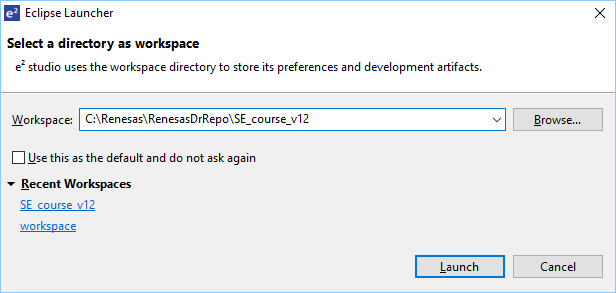 e² Eclipse Launcher
Select a directory as workspace
e² studio uses the workspace directory to store its preferences and development artifacts.
Workspace: C:\Renesas\RenesasDrRepo\SE_course_v12 Browse...
Use this as the default and do not ask again
Recent Workspaces
SE_course_v12
workspace
Launch Cancel